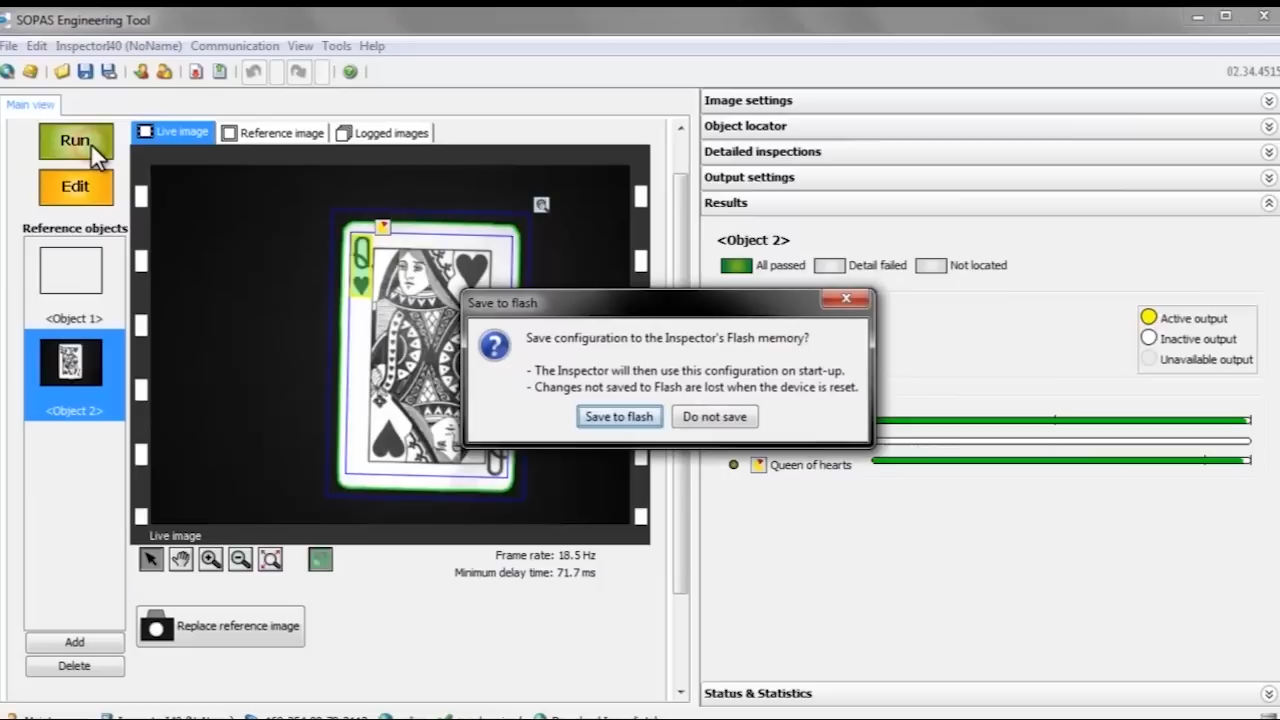 SOPAS Engineering Tool
File Edit InspectorI40 (NoName) Communication View Tools Help
02.34.4515
Main view
Run
Edit
Reference objects
<Object 1>
<Object 2>
Add
Delete
Live image
Reference image
Logged images
Q
Q
Live image
Frame rate: 18.5 Hz
Minimum delay time: 71.7 ms
Replace reference image
Save to flash
Save configuration to the Inspector's Flash memory?
- The Inspector will then use this configuration on start-up.
- Changes not saved to Flash are lost when the device is reset.
Save to flash
Do not save
Image settings
Object locator
Detailed inspections
Output settings
Results
<Object 2>
All passed
Detail failed
Not located
Active output
Inactive output
Unavailable output
Queen of hearts
Status & Statistics